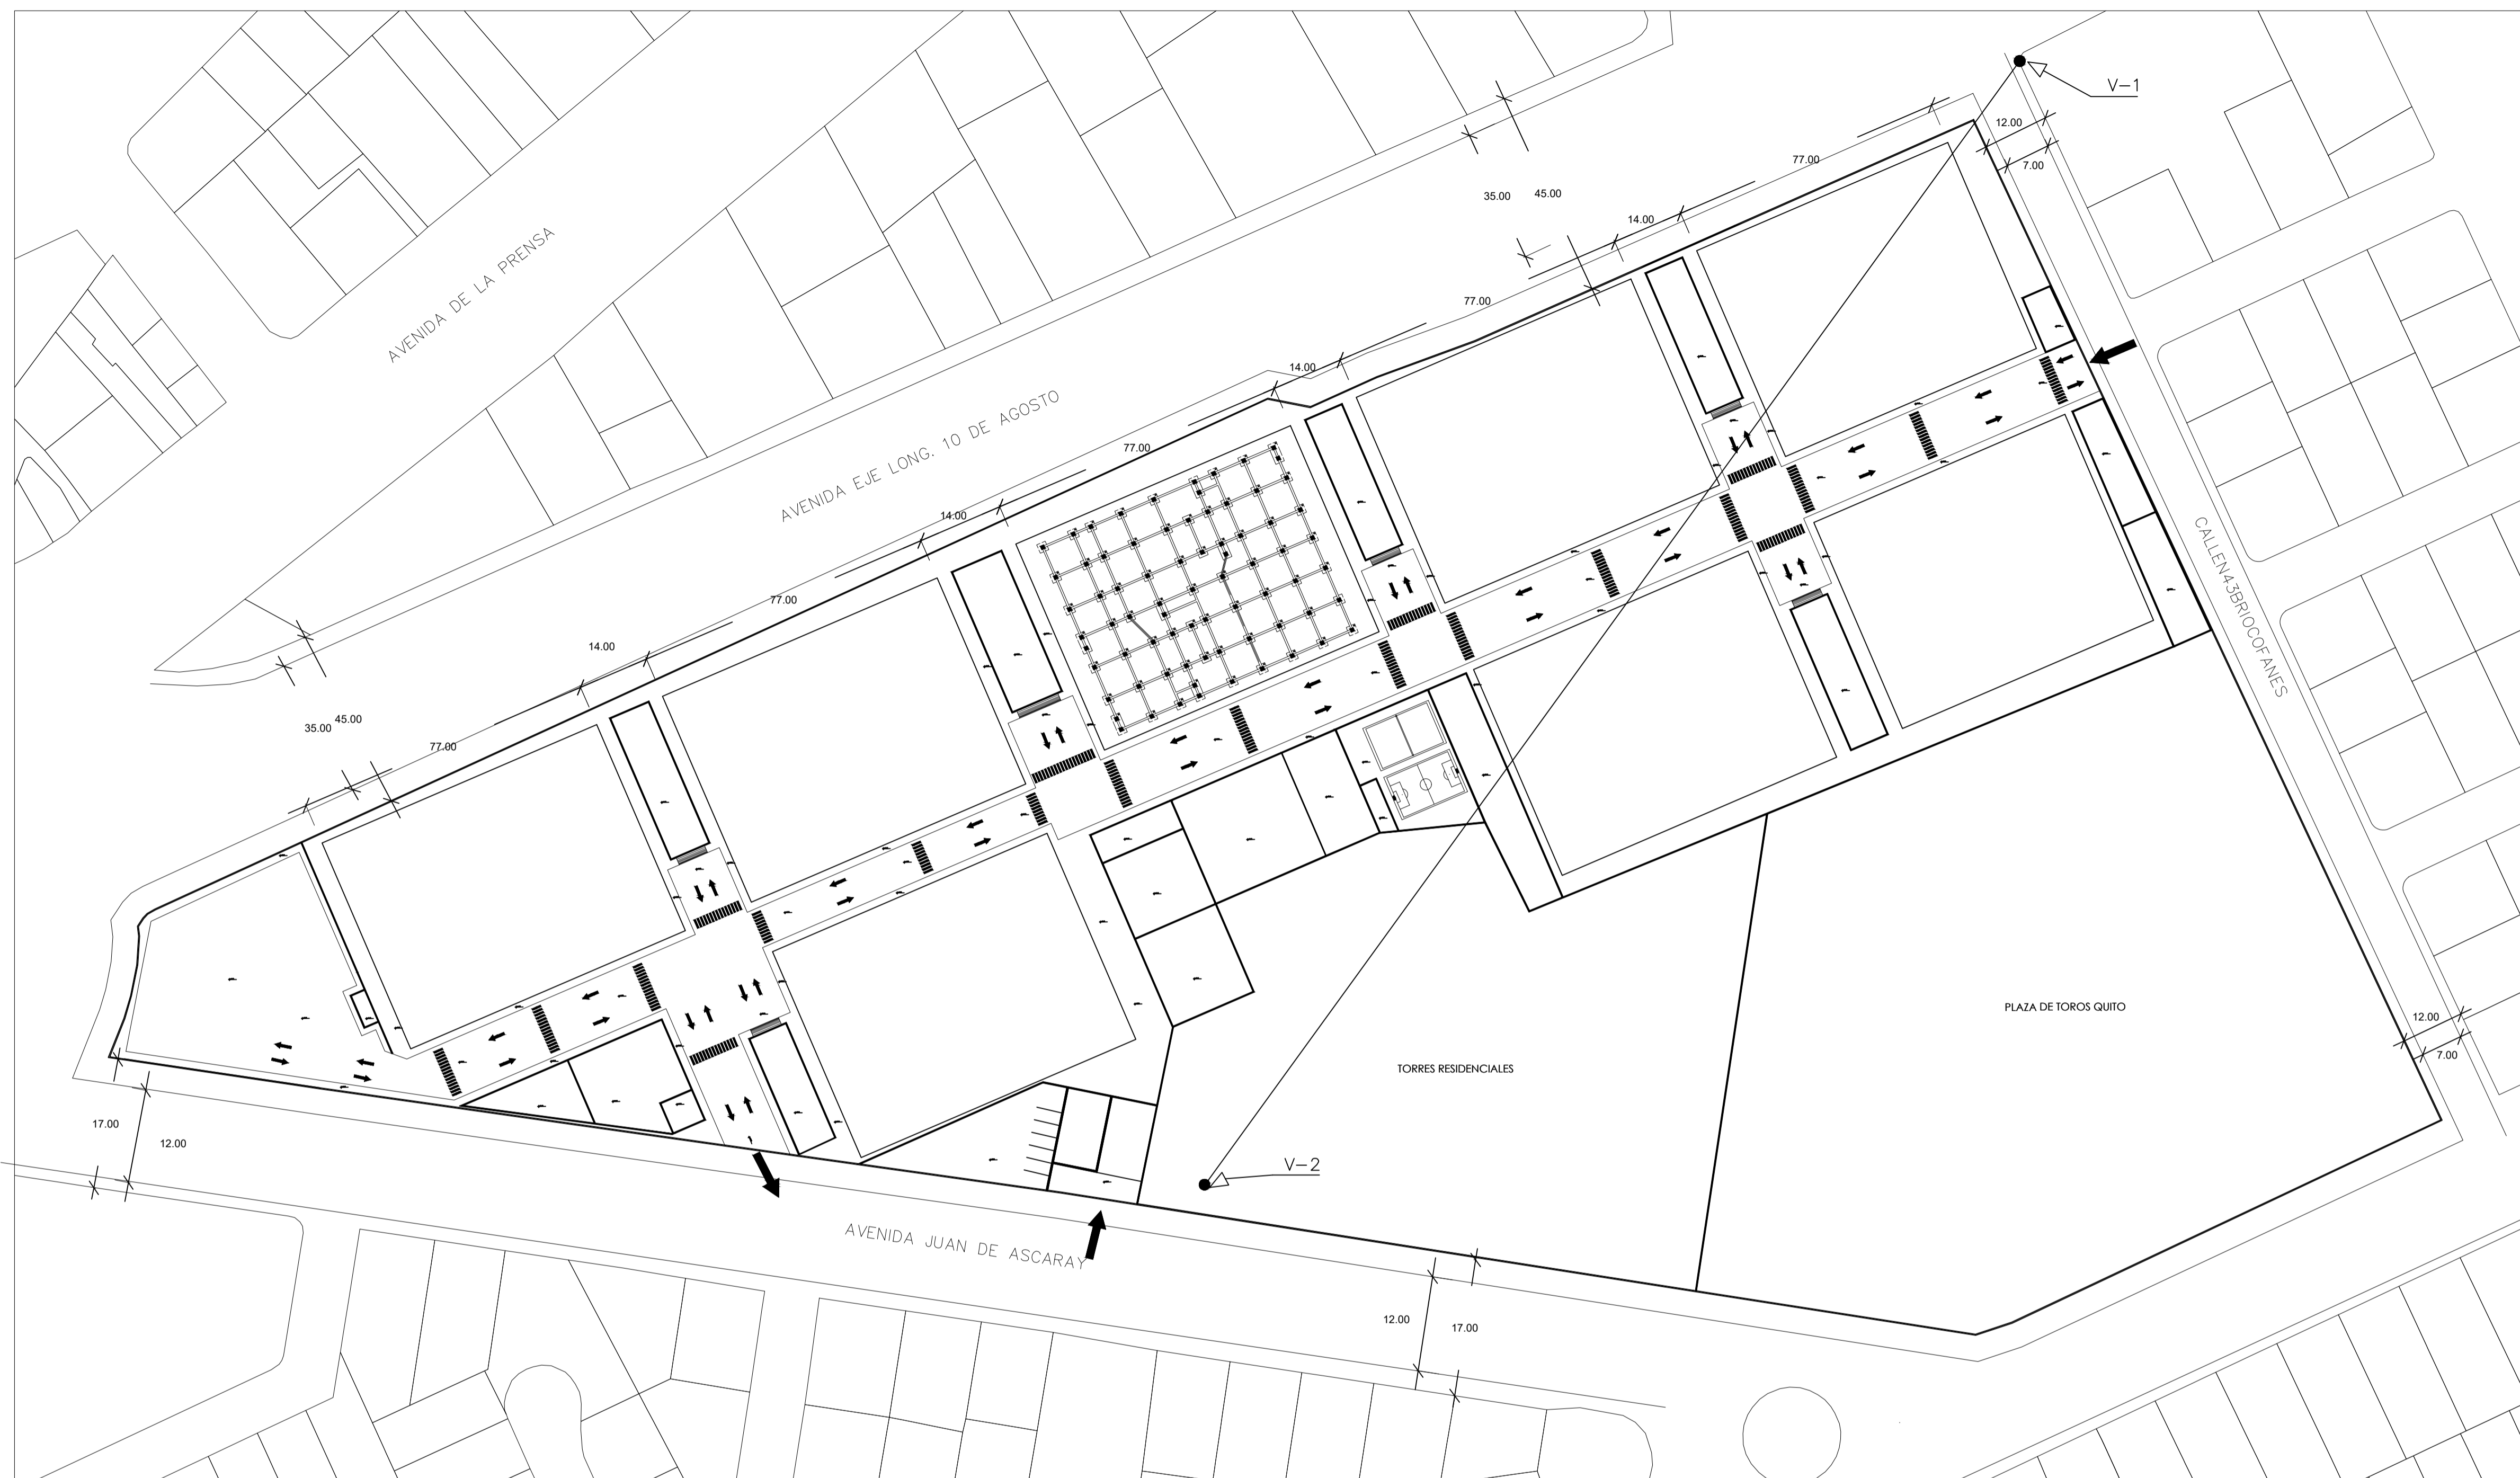 V-1
12.00
77.00
7.00
35.00
45.00
14.00
AVENIDA DE LA PRENSA
77.00
14.00
AVENIDA EJE LONG. 10 DE AGOSTO
77.00
14.00
CALLEN43BRIOCOFANES
77.00
14.00
35.00
45.00
77.00
PLAZA DE TOROS QUITO
12.00
7.00
TORRES RESIDENCIALES
17.00
12.00
V-2
AVENIDA JUAN DE ASCARAY
12.00
17.00